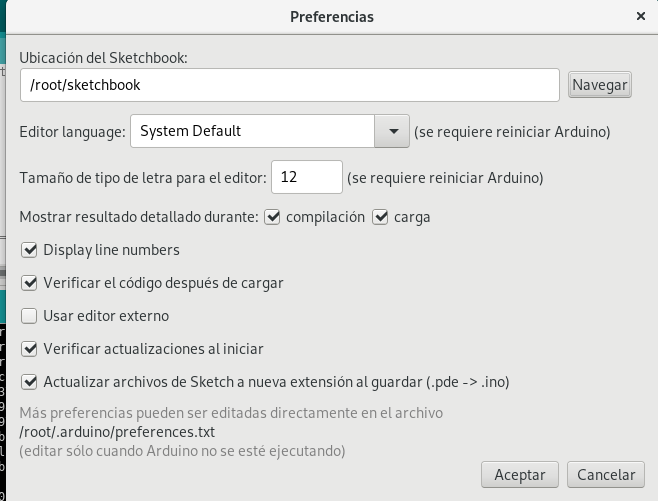 Preferencias
Ubicación del Sketchbook:
/root/sketchbook Navegar
Editor language: System Default (se requiere reiniciar Arduino)
Tamaño de tipo de letra para el editor: 12 (se requiere reiniciar Arduino)
Mostrar resultado detallado durante: compilación carga
Display line numbers
Verificar el código después de cargar
Usar editor externo
Verificar actualizaciones al iniciar
Actualizar archivos de Sketch a nueva extensión al guardar (.pde -> .ino)
Más preferencias pueden ser editadas directamente en el archivo
/root/.arduino/preferences.txt
(editar sólo cuando Arduino no se esté ejecutando)
Aceptar Cancelar